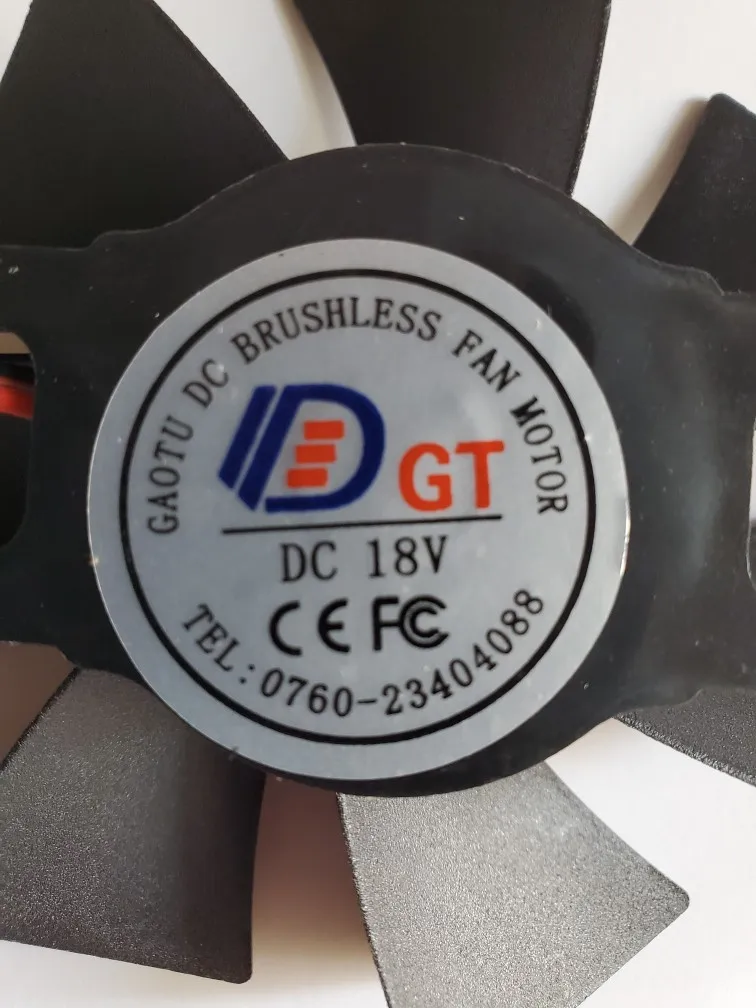 GAOTU DC BRUSHLESS FAN MOTOR
GT
DC 18V
CE FC
TEL:0760-23404088